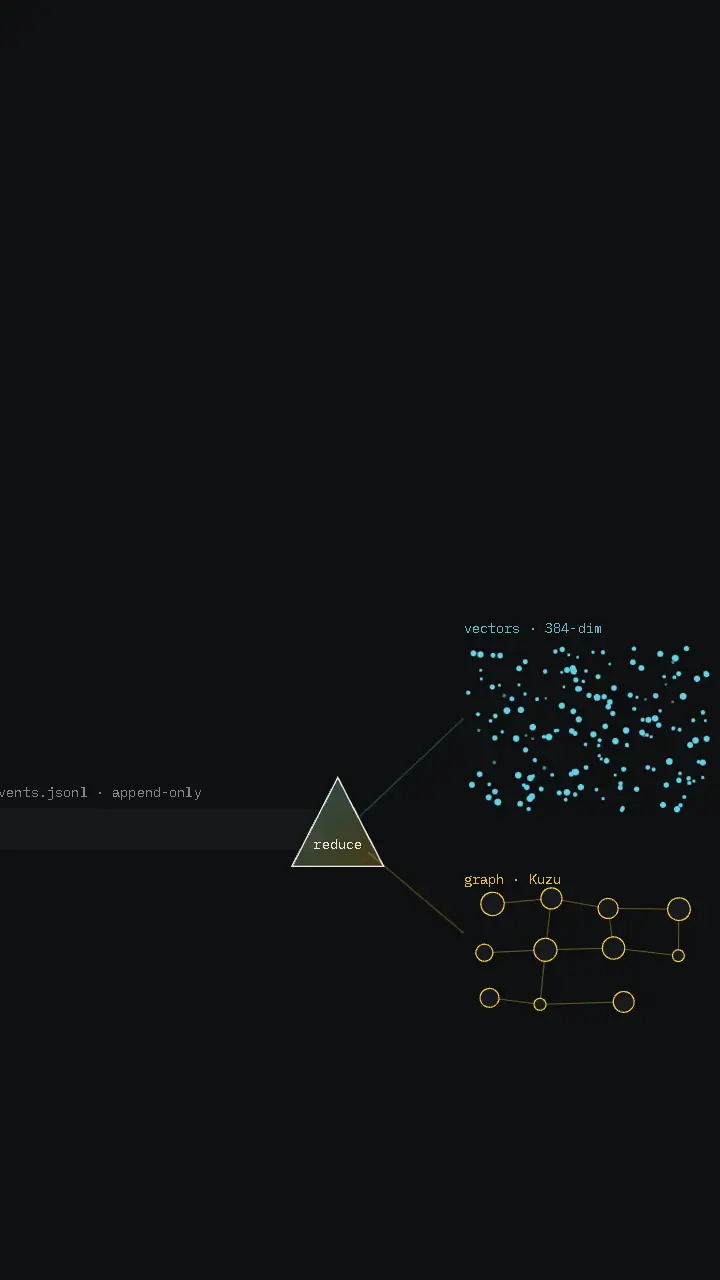 vectors · 384-dim
vents.jsonl · append-only
reduce
graph · Kuzu